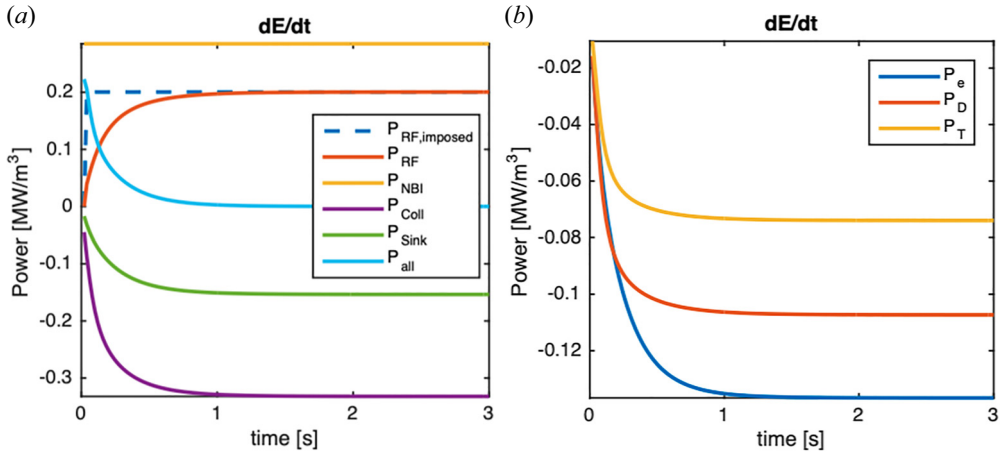 (a)
dE/dt
Power [MW/m³]
0.2
0.1
0
-0.1
-0.2
-0.3
P_RF,imposed
P_RF
P_NBI
P_Coll
P_Sink
P_all
0 1 2 3
time [s]
(b)
dE/dt
Power [MW/m³]
-0.02
-0.04
-0.06
-0.08
-0.1
-0.12
P_e
P_D
P_T
0 1 2 3
time [s]